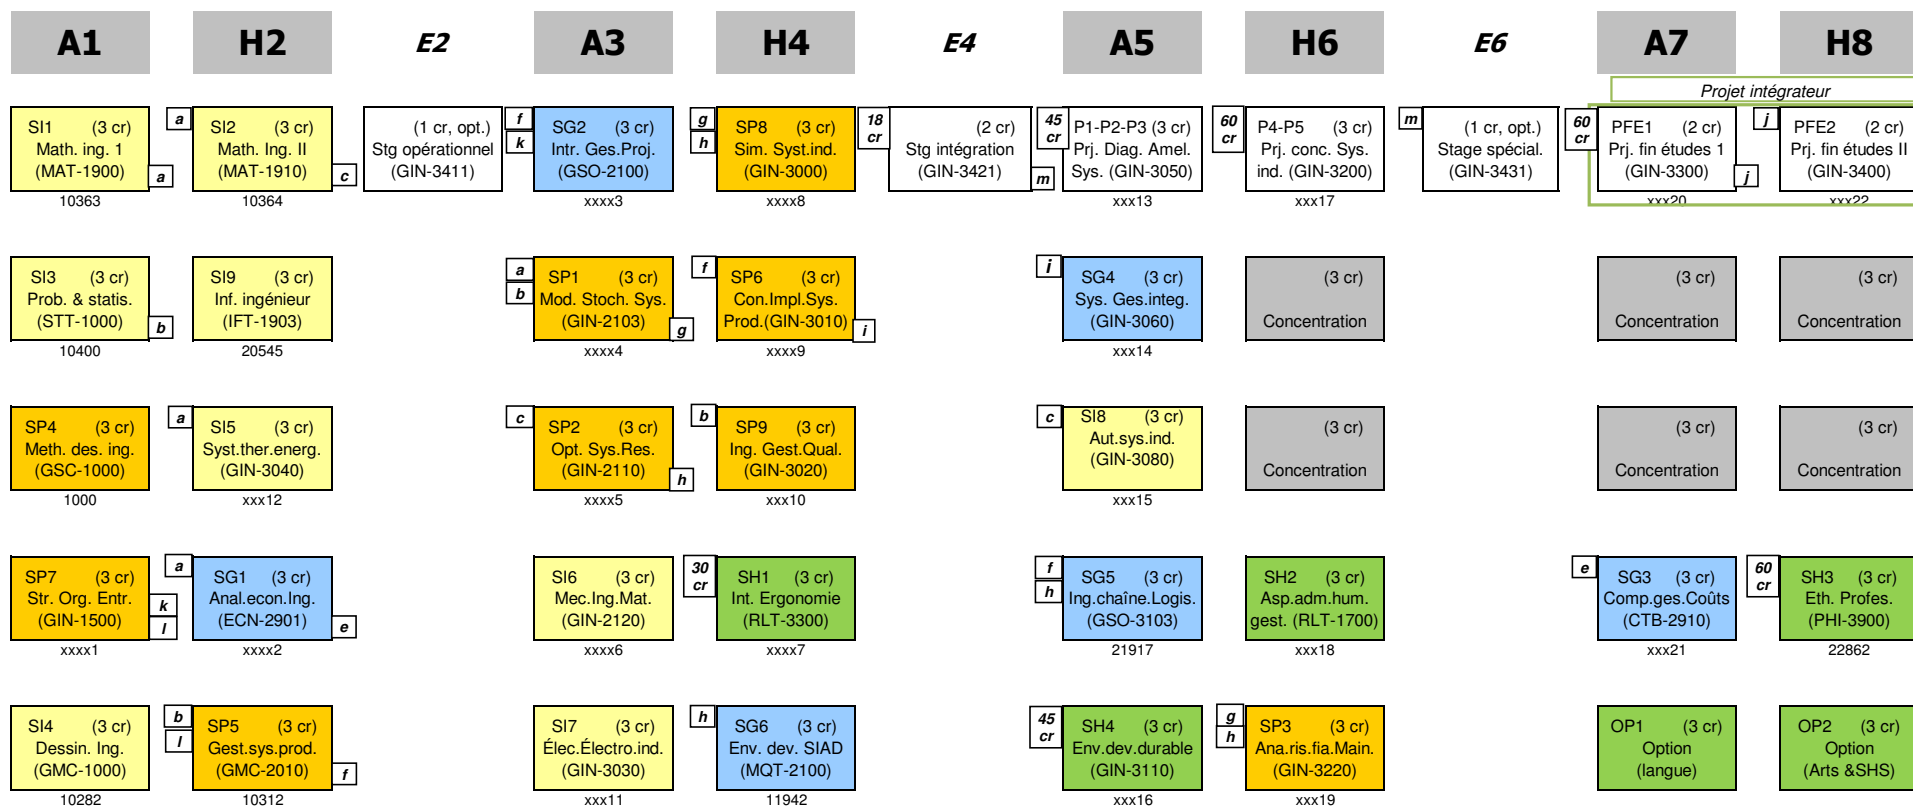 A1 H2 E2 A3 H4 E4 A5 H6 E6 A7 H8
Projet intégrateur
SI1 (3 cr)
Math. ing. 1
(MAT-1900)
a
10363
a
SI2 (3 cr)
Math. Ing. II
(MAT-1910)
c
10364
(1 cr, opt.)
Stg opérationnel
(GIN-3411)
f
k
SG2 (3 cr)
Intr. Ges.Proj.
(GSO-2100)
xxxx3
g
h
SP8 (3 cr)
Sim. Syst.ind.
(GIN-3000)
xxxx8
18
cr
(2 cr)
Stg intégration
(GIN-3421)
m
45
cr
P1-P2-P3 (3 cr)
Prj. Diag. Amel.
Sys. (GIN-3050)
xxx13
60
cr
P4-P5 (3 cr)
Prj. conc. Sys.
ind. (GIN-3200)
xxx17
m
(1 cr, opt.)
Stage spécial.
(GIN-3431)
60
cr
PFE1 (2 cr)
Prj. fin études 1
(GIN-3300)
j
xxx20
j
PFE2 (2 cr)
Prj. fin études II
(GIN-3400)
xxx22
SI3 (3 cr)
Prob. & statis.
(STT-1000)
b
10400
SI9 (3 cr)
Inf. ingénieur
(IFT-1903)
20545
a
b
SP1 (3 cr)
Mod. Stoch. Sys.
(GIN-2103)
g
xxxx4
f
SP6 (3 cr)
Con.Impl.Sys.
Prod.(GIN-3010)
i
xxxx9
i
SG4 (3 cr)
Sys. Ges.integ.
(GIN-3060)
xxx14
(3 cr)
Concentration
(3 cr)
Concentration
(3 cr)
Concentration
SP4 (3 cr)
Meth. des. ing.
(GSC-1000)
1000
a
SI5 (3 cr)
Syst.ther.energ.
(GIN-3040)
xxx12
c
SP2 (3 cr)
Opt. Sys.Res.
(GIN-2110)
h
xxxx5
b
SP9 (3 cr)
Ing. Gest.Qual.
(GIN-3020)
xxx10
c
SI8 (3 cr)
Aut.sys.ind.
(GIN-3080)
xxx15
(3 cr)
Concentration
(3 cr)
Concentration
(3 cr)
Concentration
SP7 (3 cr)
Str. Org. Entr.
(GIN-1500)
k
l
xxxx1
a
SG1 (3 cr)
Anal.econ.Ing.
(ECN-2901)
e
xxxx2
SI6 (3 cr)
Mec.Ing.Mat.
(GIN-2120)
xxxx6
30
cr
SH1 (3 cr)
Int. Ergonomie
(RLT-3300)
xxxx7
f
h
SG5 (3 cr)
Ing.chaîne.Logis.
(GSO-3103)
21917
SH2 (3 cr)
Asp.adm.hum.
gest. (RLT-1700)
xxx18
e
SG3 (3 cr)
Comp.ges.Coûts
(CTB-2910)
xxx21
60
cr
SH3 (3 cr)
Eth. Profes.
(PHI-3900)
22862
SI4 (3 cr)
Dessin. Ing.
(GMC-1000)
10282
b
l
SP5 (3 cr)
Gest.sys.prod.
(GMC-2010)
f
10312
SI7 (3 cr)
Élec.Électro.ind.
(GIN-3030)
xxx11
h
SG6 (3 cr)
Env. dev. SIAD
(MQT-2100)
11942
45
cr
SH4 (3 cr)
Env.dev.durable
(GIN-3110)
xxx16
g
h
SP3 (3 cr)
Ana.ris.fia.Main.
(GIN-3220)
xxx19
OP1 (3 cr)
Option
(langue)
OP2 (3 cr)
Option
(Arts &SHS)